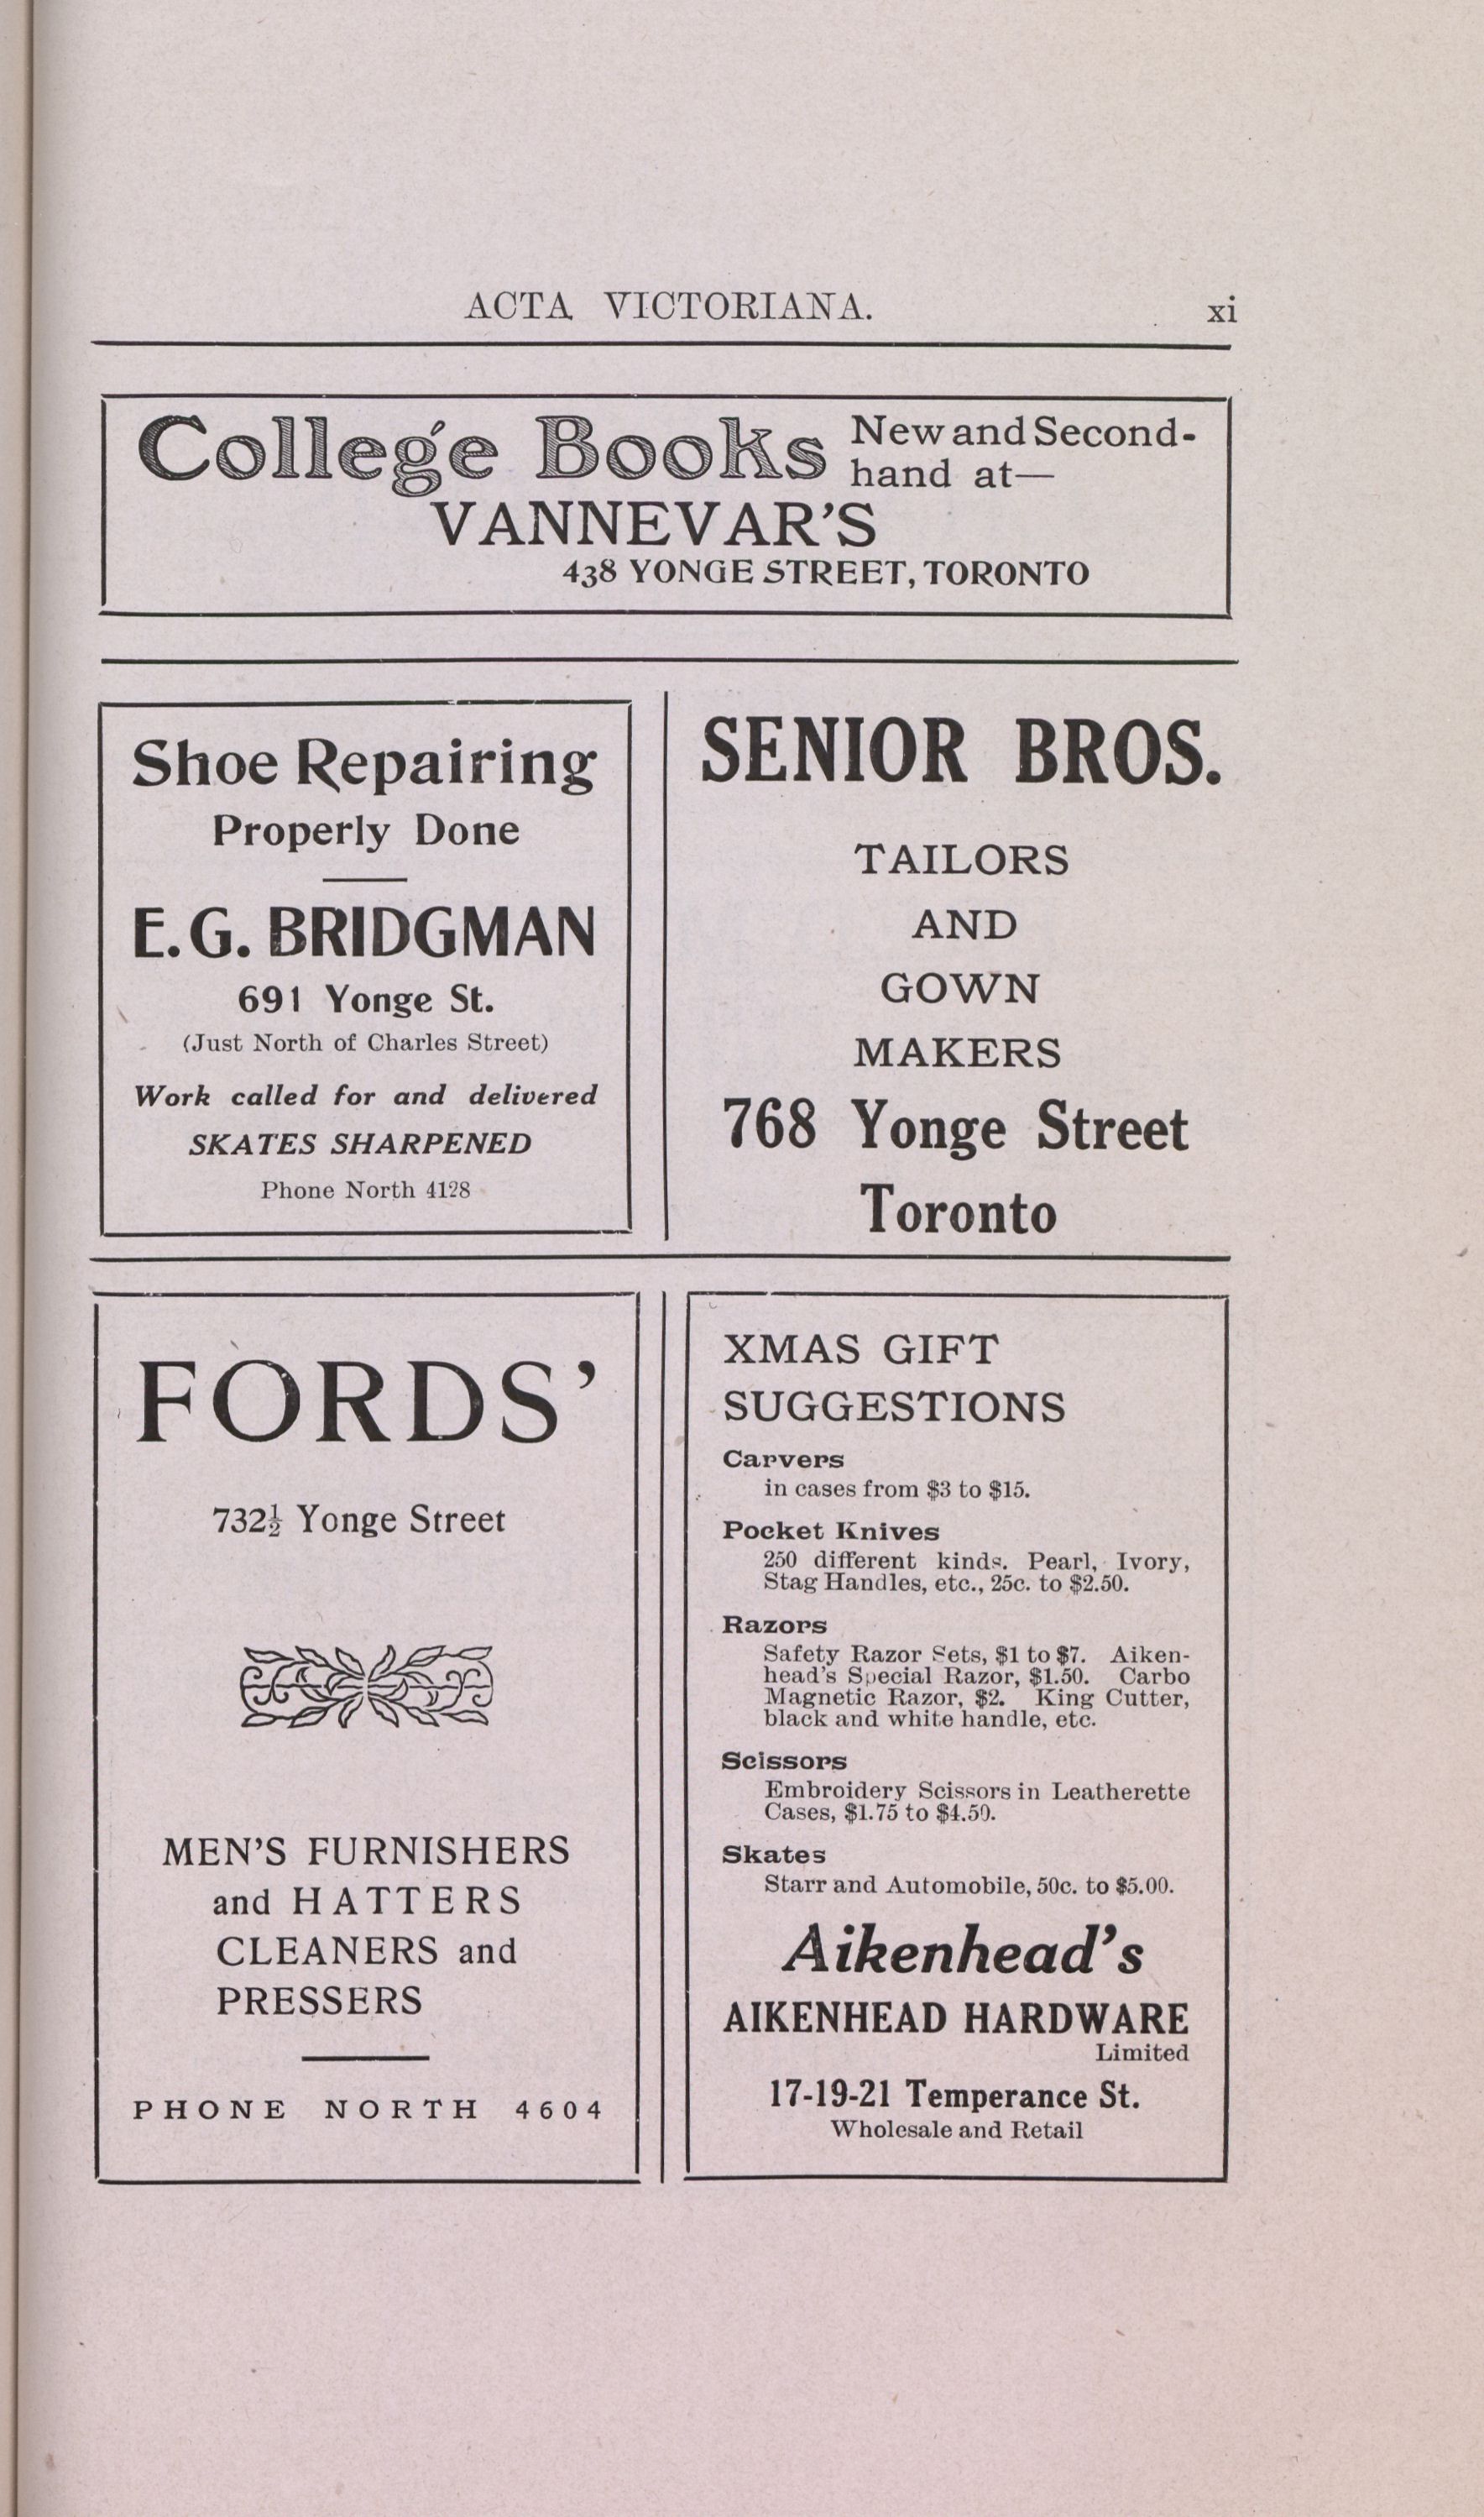 ACTA VICTORIANA.
xi
College Books New and Second-
hand at—
VANNEVAR'S
438 YONGE STREET, TORONTO
Shoe Repairing
Properly Done
E. G. BRIDGMAN
691 Yonge St.
(Just North of Charles Street)
Work called for and delivered
SKATES SHARPENED
Phone North 4128
SENIOR BROS.
TAILORS
AND
GOWN
MAKERS
768 Yonge Street
Toronto
FORDS'
732½ Yonge Street
MEN'S FURNISHERS
and HATTERS
CLEANERS and
PRESSERS
PHONE NORTH 4604
XMAS GIFT
SUGGESTIONS
Carvers
in cases from $3 to $15.
Pocket Knives
250 different kinds. Pearl, Ivory,
Stag Handles, etc., 25c. to $2.50.
Razors
Safety Razor Sets, $1 to $7. Aiken-
head's Special Razor, $1.50. Carbo
Magnetic Razor, $2. King Cutter,
black and white handle, etc.
Scissors
Embroidery Scissors in Leatherette
Cases, $1.75 to $4.50.
Skates
Starr and Automobile, 50c. to $5.00.
Aikenhead's
AIKENHEAD HARDWARE
Limited
17-19-21 Temperance St.
Wholesale and Retail